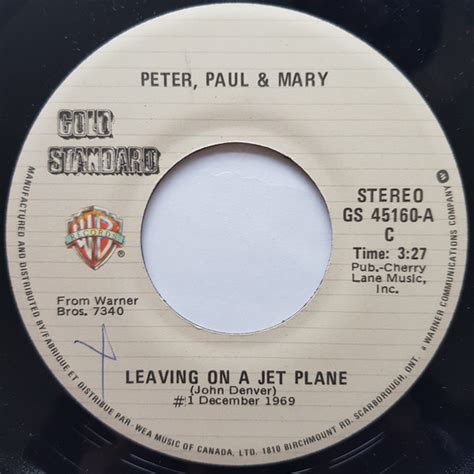 PETER, PAUL & MARY
GOLD
STANDARD
STEREO
GS 45160-A
C
Time: 3:27
Pub.-Cherry
Lane Music,
Inc.
WB
RECORDS
®
From Warner
Bros. 7340
LEAVING ON A JET PLANE
(John Denver)
#1 December 1969
MANUFACTURED AND DISTRIBUTED BY/FABRIQUE ET DISTRIBUE PAR WEA MUSIC OF CANADA, LTD. 1810 BIRCHMOUNT RD. SCARBOROUGH, ONT. A WARNER COMMUNICATIONS COMPANY